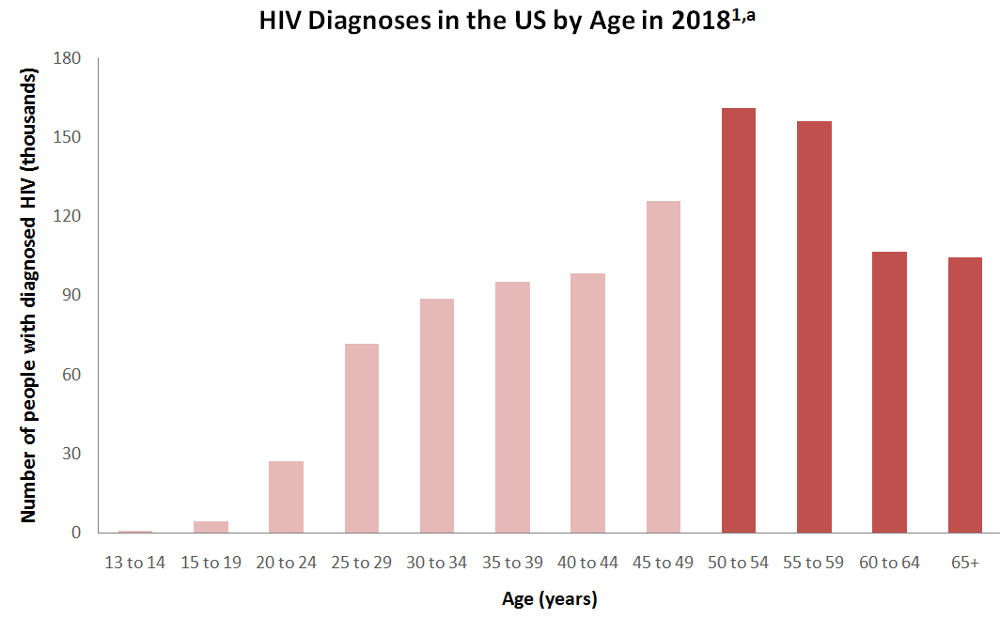 HIV Diagnoses in the US by Age in 2018¹,ᵃ
Number of people with diagnosed HIV (thousands)
180
150
120
90
60
30
0
13 to 14 15 to 19 20 to 24 25 to 29 30 to 34 35 to 39 40 to 44 45 to 49 50 to 54 55 to 59 60 to 64 65+
Age (years)